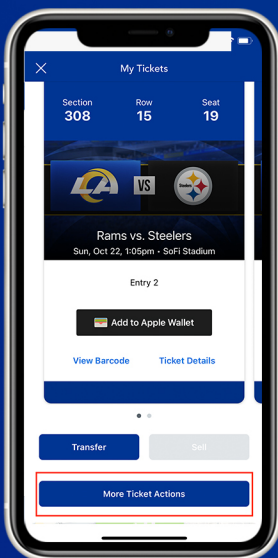 My Tickets
Section Row Seat
308 15 19
VS
Steelers
Rams vs. Steelers
Sun, Oct 22, 1:05pm • SoFi Stadium
Entry 2
Add to Apple Wallet
View Barcode Ticket Details
Transfer Sell
More Ticket Actions